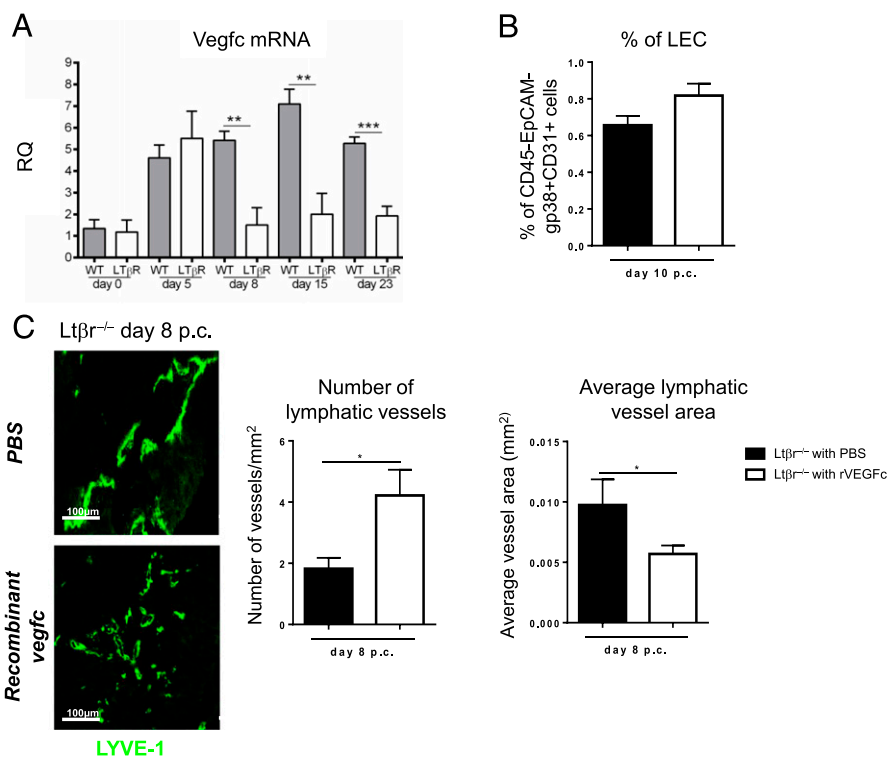 A
Vegfc mRNA
RQ
9
8
7
6
5
4
3
2
1
0
** ** ***
WT LTβR WT LTβR WT LTβR WT LTβR WT LTβR
day 0 day 5 day 8 day 15 day 23
B
% of LEC
% of CD45-EpCAM-
gp38+CD31+ cells
1.0
0.8
0.6
0.4
0.2
0.0
day 10 p.c.
C
Ltβr–/– day 8 p.c.
PBS
100µm
Recombinant
vegfc
100µm
LYVE-1
Number of
lymphatic vessels
Number of vessels/mm2
6
4
2
0
*
day 8 p.c.
Average lymphatic
vessel area
Average vessel area (mm2)
0.015
0.010
0.005
0.000
*
day 8 p.c.
Ltβr–/– with PBS
Ltβr–/– with rVEGFc